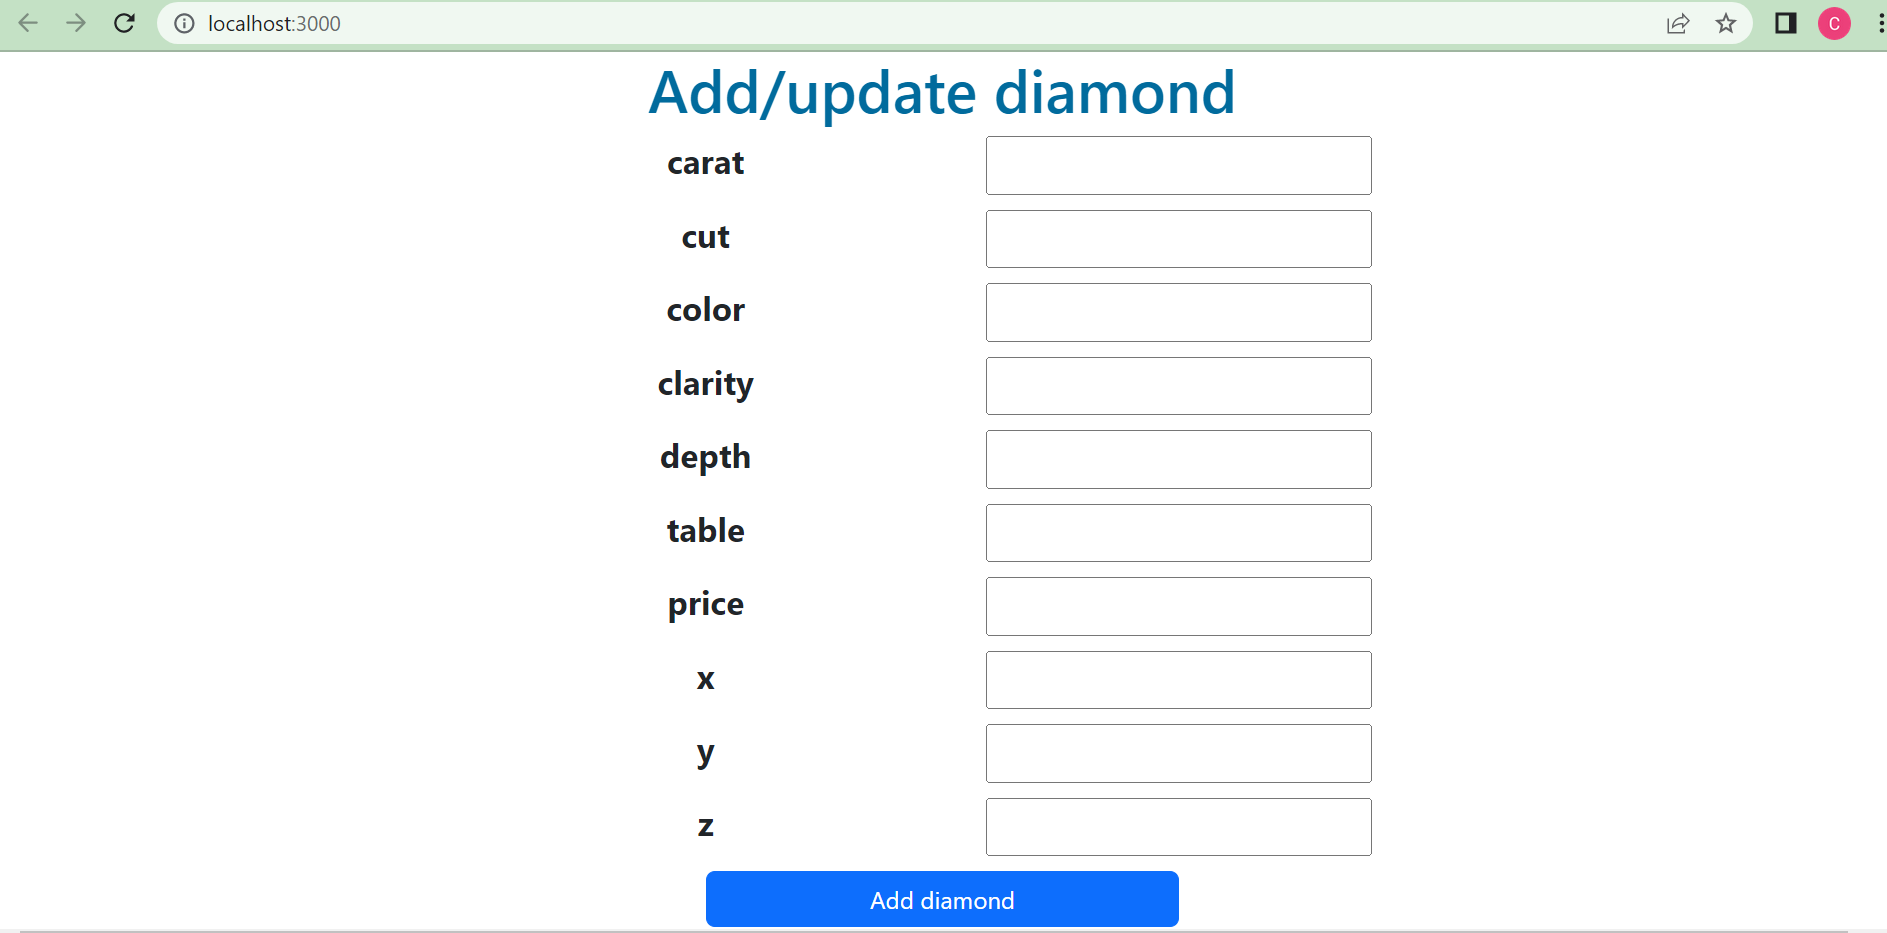 localhost:3000
C
Add/update diamond
carat
cut
color
clarity
depth
table
price
x
y
z
Add diamond